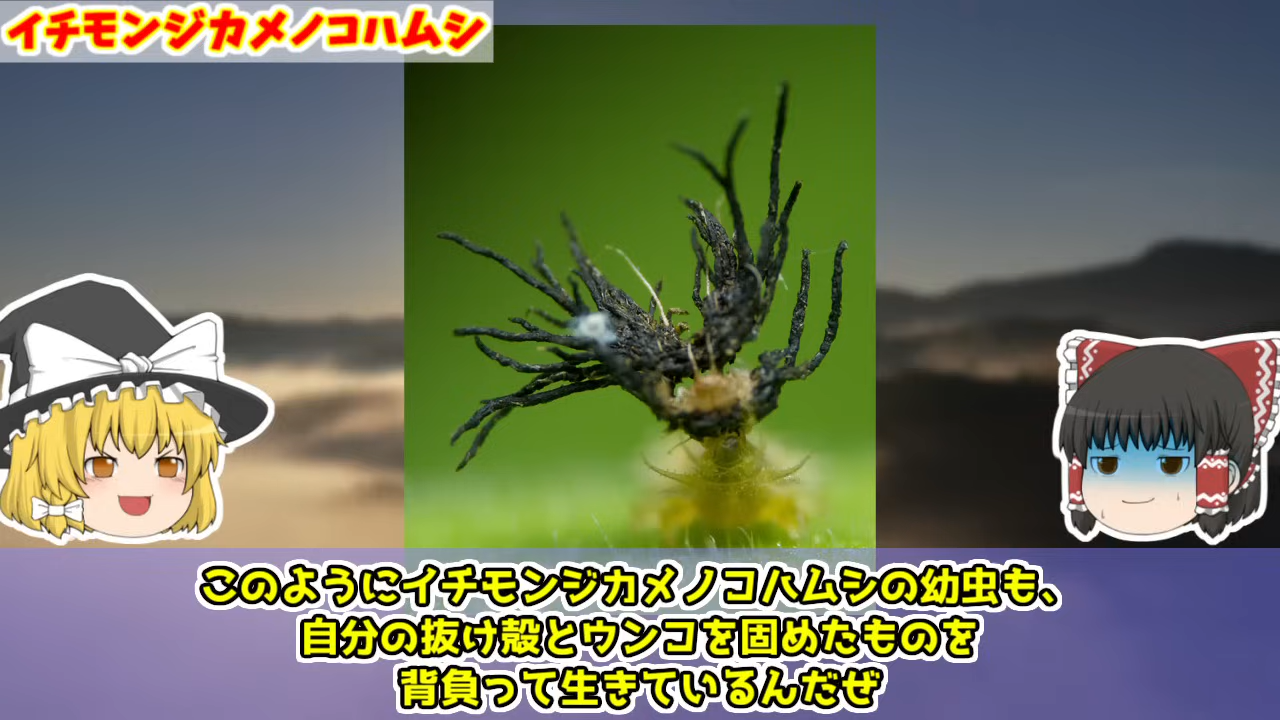 イチモンジカメノコハムシ
このようにイチモンジカメノコハムシの幼虫も、
自分の抜け殻とウンコを固めたものを
背負って生きているんだぜ